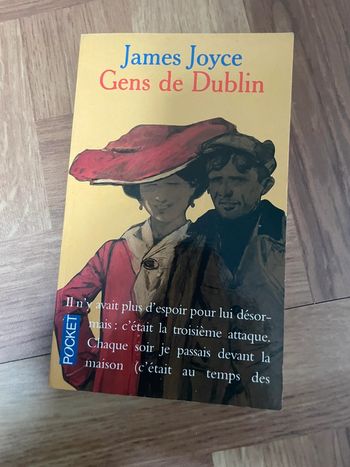 James Joyce
Gens de Dublin
Il n'y avait plus d'espoir pour lui désor-
mais : c'était la troisième attaque.
Chaque soir je passais devant la
maison (c'était au temps des
POCKET